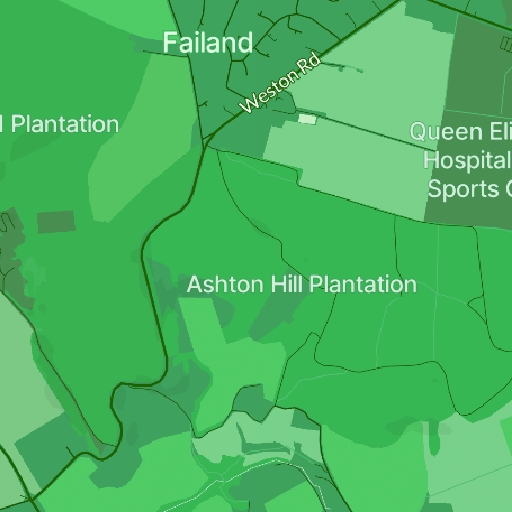 Failand
Weston Rd
l Plantation
Queen Eli
Hospital
Sports C
Ashton Hill Plantation